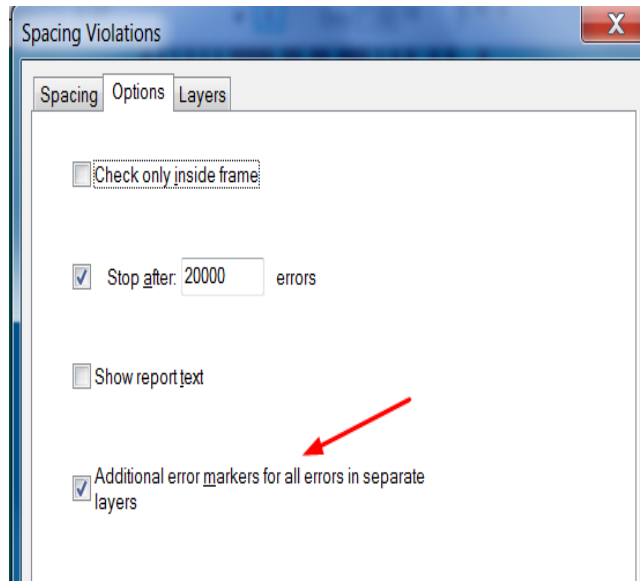 Spacing Violations
X
Spacing Options Layers
Check only inside frame
Stop after: 20000 errors
Show report text
Additional error markers for all errors in separate
layers